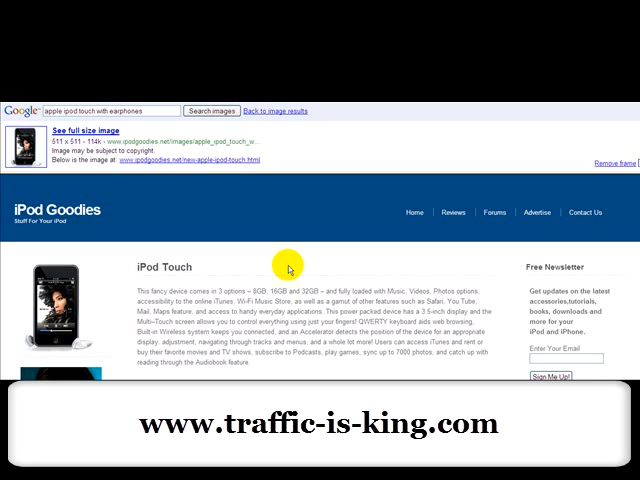 Google apple ipod touch with earphones Search images Back to image results
See full size image
511 x 511 - 114k - www.ipodgoodies.net/images/apple_ipod_touch_w...
Image may be subject to copyright.
Below is the image at: www.ipodgoodies.net/new-apple-ipod-touch.html
Remove frame
iPod Goodies
Stuff For Your iPod
Home Reviews Forums Advertise Contact Us
iPod Touch
This fancy device comes in 3 options – 8GB, 16GB and 32GB – and fully loaded with Music, Videos, Photos options,
accessibility to the online iTunes, Wi-Fi Music Store, as well as a gamut of other features such as Safari, You Tube,
Mail, Maps feature, and access to handy everyday applications. This power packed device has a 3.5-inch display and the
Multi–Touch screen allows you to control everything using just your fingers! QWERTY keyboard aids web browsing,
Built-in Wireless system keeps you connected, and an Accelerator detects the position of the device for an appropriate
display. adjustment, navigating through tracks and menus, and a whole lot more! Users can access iTunes and rent or
buy their favorite movies and TV shows, subscribe to Podcasts, play games, sync up to 7000 photos, and catch up with
reading through the Audiobook feature.
Free Newsletter
Get updates on the latest
accessories,tutorials,
books, downloads and
more for your
iPod and iPhone.
Enter Your Email
Sign Me Up!
www.traffic-is-king.com